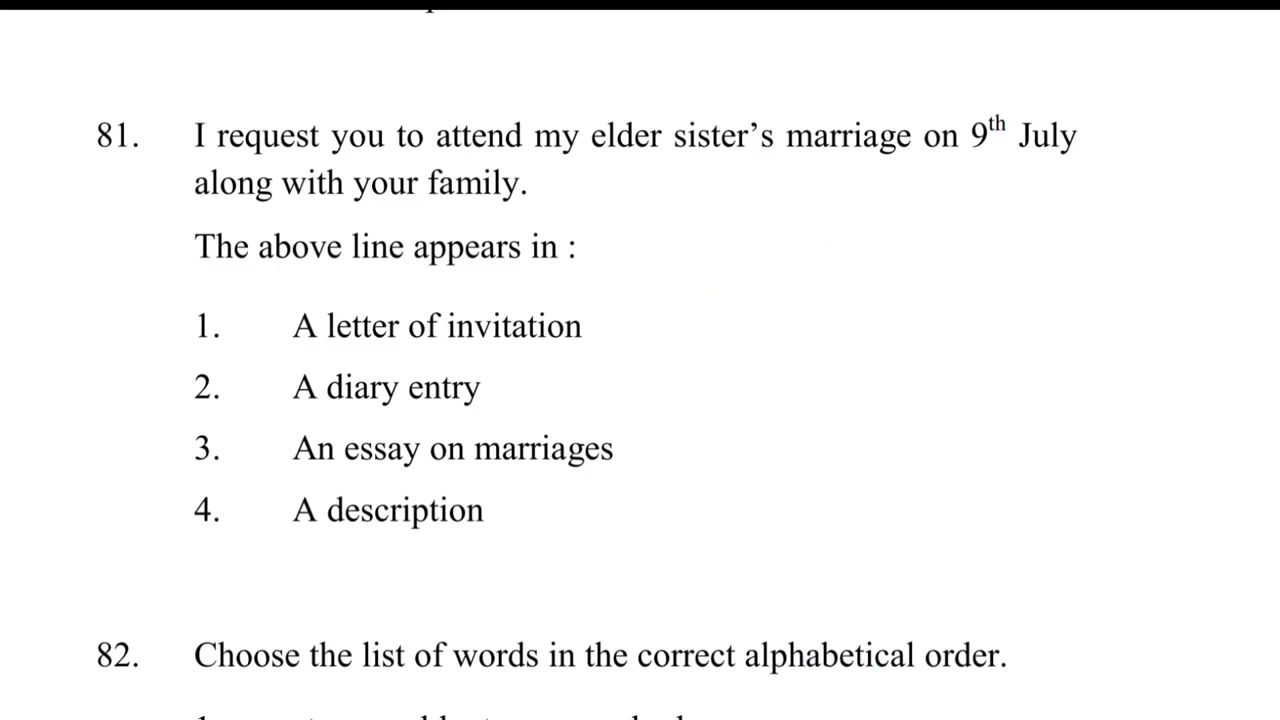 81. I request you to attend my elder sister’s marriage on 9th July
along with your family.
The above line appears in :
1. A letter of invitation
2. A diary entry
3. An essay on marriages
4. A description
82. Choose the list of words in the correct alphabetical order.